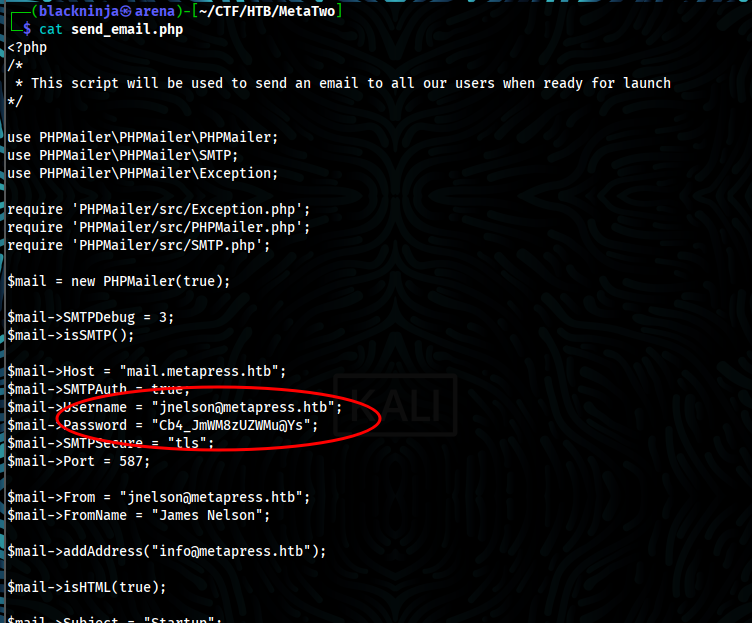 (blackninja㉿arena)-[~/CTF/HTB/MetaTwo]
$ cat send_email.php
<?php
/*
 * This script will be used to send an email to all our users when ready for launch
*/

use PHPMailer\PHPMailer\PHPMailer;
use PHPMailer\PHPMailer\SMTP;
use PHPMailer\PHPMailer\Exception;

require 'PHPMailer/src/Exception.php';
require 'PHPMailer/src/PHPMailer.php';
require 'PHPMailer/src/SMTP.php';

$mail = new PHPMailer(true);

$mail->SMTPDebug = 3;
$mail->isSMTP();

$mail->Host = "mail.metapress.htb";
$mail->SMTPAuth = true;
$mail->Username = "jnelson@metapress.htb";
$mail->Password = "Cb4_JmWM8zUZWMu@Ys";
$mail->SMTPSecure = "tls";
$mail->Port = 587;

$mail->From = "jnelson@metapress.htb";
$mail->FromName = "James Nelson";

$mail->addAddress("info@metapress.htb");

$mail->isHTML(true);

$mail->Subject = "Startup";
KALI